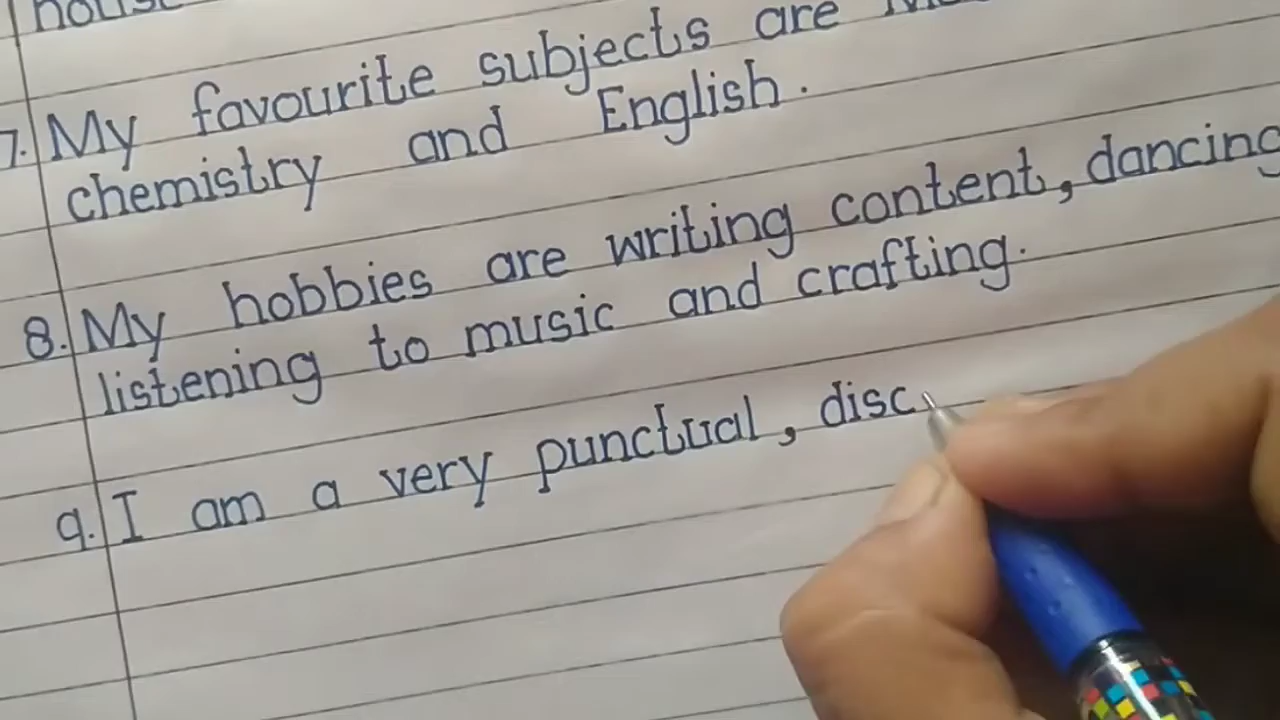 7. My favourite subjects are
chemistry and English.
8. My hobbies are writing content, dancing
listening to music and crafting.
9. I am a very punctual, disc